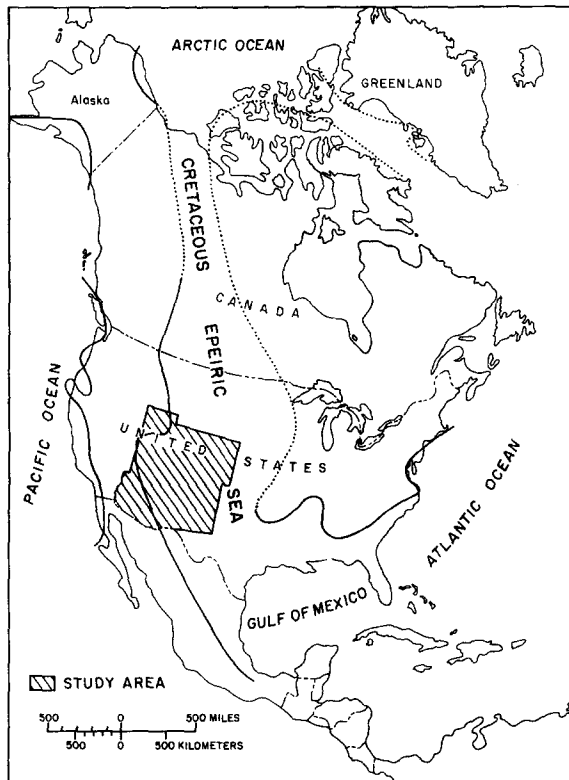 ARCTIC OCEAN
GREENLAND
Alaska
CRETACEOUS
CANADA
EPEIRIC
PACIFIC OCEAN
UNITED STATES
SEA
ATLANTIC OCEAN
GULF OF MEXICO
STUDY AREA
500 0 500 MILES
500 0 500 KILOMETERS